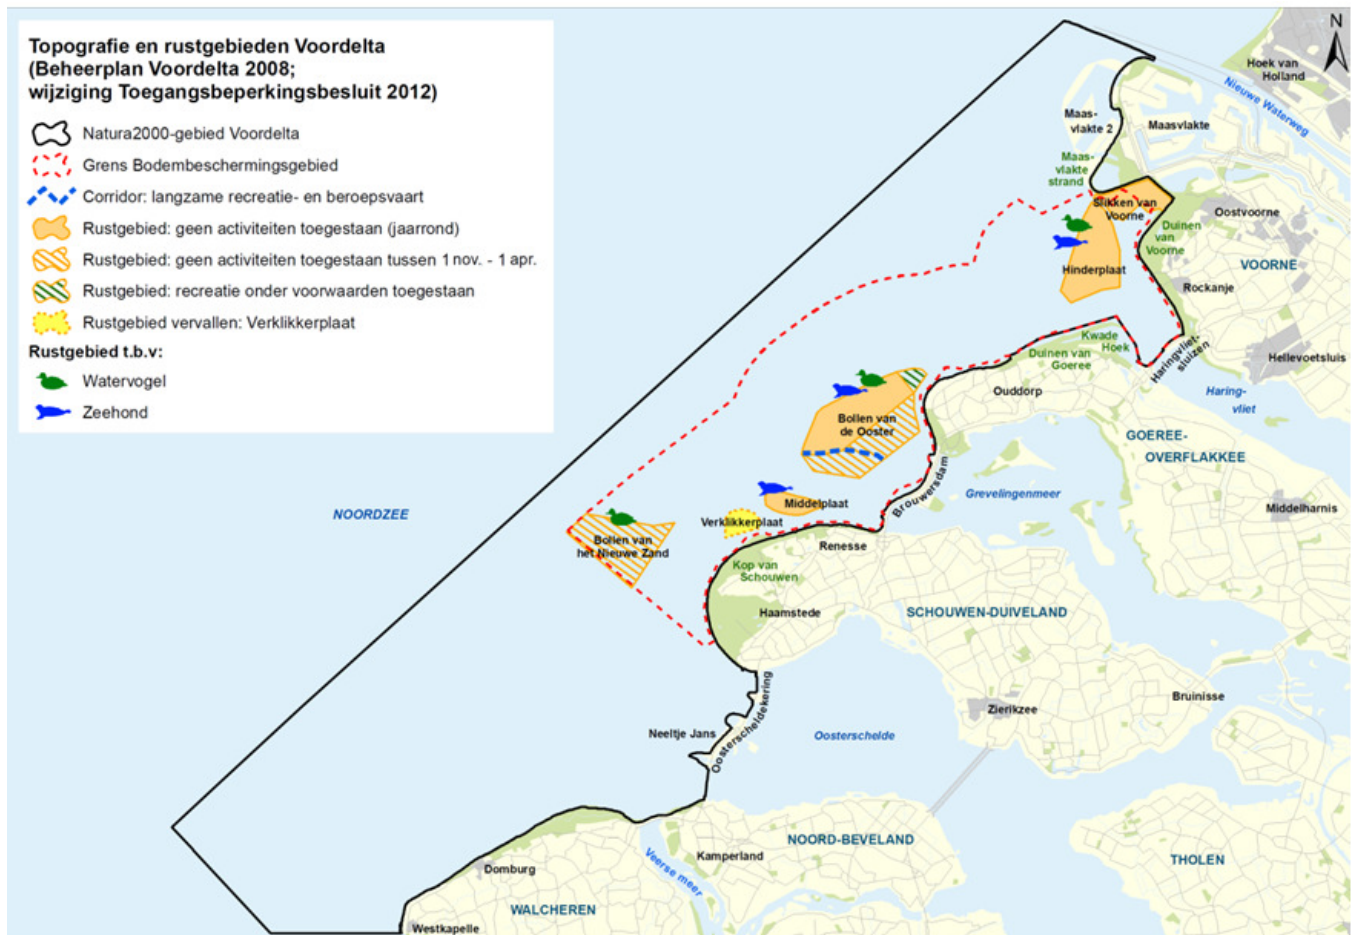 Topografie en rustgebieden Voordelta
(Beheerplan Voordelta 2008;
wijziging Toegangsbeperkingsbesluit 2012)
Natura2000-gebied Voordelta
Grens Bodembeschermingsgebied
Corridor: langzame recreatie- en beroepsvaart
Rustgebied: geen activiteiten toegestaan (jaarrond)
Rustgebied: geen activiteiten toegestaan tussen 1 nov. - 1 apr.
Rustgebied: recreatie onder voorwaarden toegestaan
Rustgebied vervallen: Verklikkerplaat
Rustgebied t.b.v:
Watervogel
Zeehond
N
Hoek van
Holland
Nieuwe Waterweg
Maas-
vlakte 2
Maasvlakte
Maas-
vlakte
strand
Slikken van
Voorne
Oostvoorne
Duinen
van
Voorne
VOORNE
Hinderplaat
Rockanje
Kwade
Hoek
Duinen van
Goeree
Haringvliet-
sluizen
Hellevoetsluis
Ouddorp
Haring-
vliet
Bollen van
de Ooster
GOEREE-
OVERFLAKKEE
Brouwersdam
Grevelingenmeer
Middelharnis
Middelplaat
NOORDZEE
Verklikkerplaat
Bollen van
het Nieuwe Zand
Renesse
Kop van
Schouwen
Haamstede
SCHOUWEN-DUIVELAND
Bruinisse
Zierikzee
Neeltje Jans
Oosterscheldekering
Oosterschelde
NOORD-BEVELAND
Kamperland
Veerse meer
THOLEN
Domburg
WALCHEREN
Westkapelle